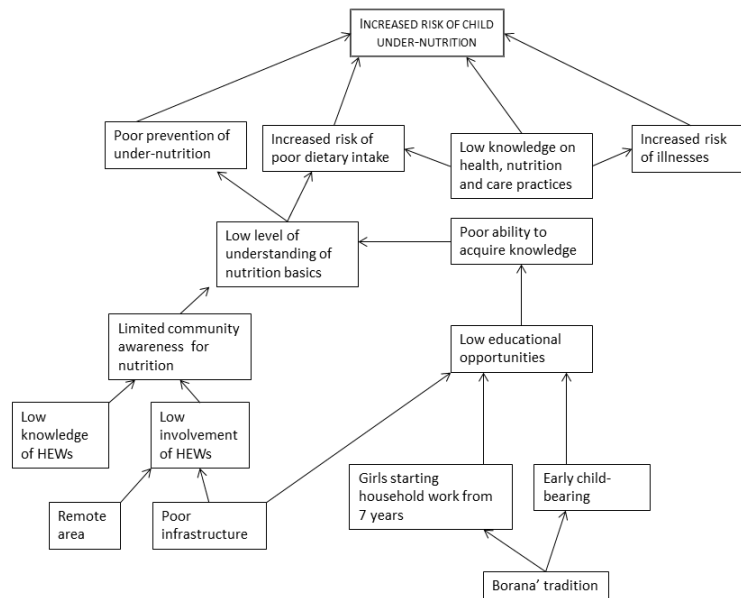 INCREASED RISK OF CHILD
UNDER-NUTRITION
Poor prevention of
under-nutrition
Increased risk of
poor dietary intake
Low knowledge on
health, nutrition
and care practices
Increased risk
of illnesses
Low level of
understanding of
nutrition basics
Poor ability to
acquire knowledge
Limited community
awareness for
nutrition
Low educational
opportunities
Low
knowledge
of HEWs
Low
involvement
of HEWs
Girls starting
household work from
7 years
Early child-
bearing
Remote
area
Poor
infrastructure
Borana' tradition